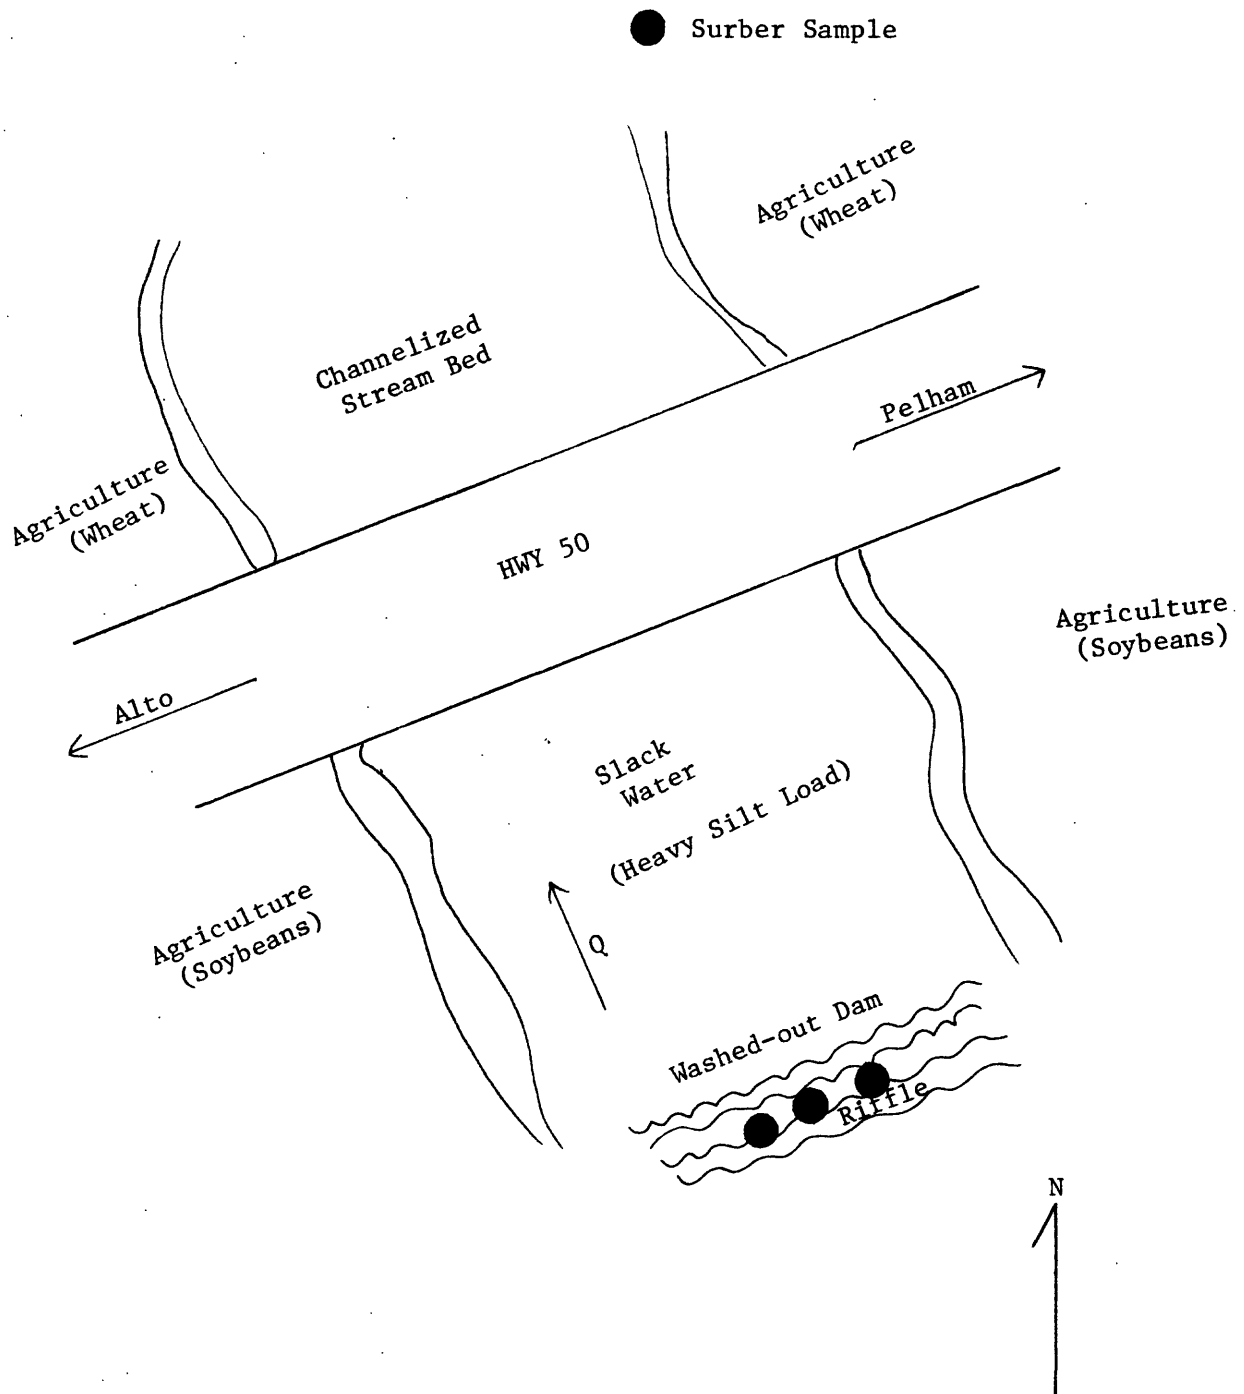 Surber Sample
Agriculture
(Wheat)
Channelized
Stream Bed
Pelham
Agriculture
(Wheat)
HWY 50
Agriculture
(Soybeans)
Alto
Slack
Water
(Heavy Silt Load)
Agriculture
(Soybeans)
Q
Washed-out Dam
Riffle
N